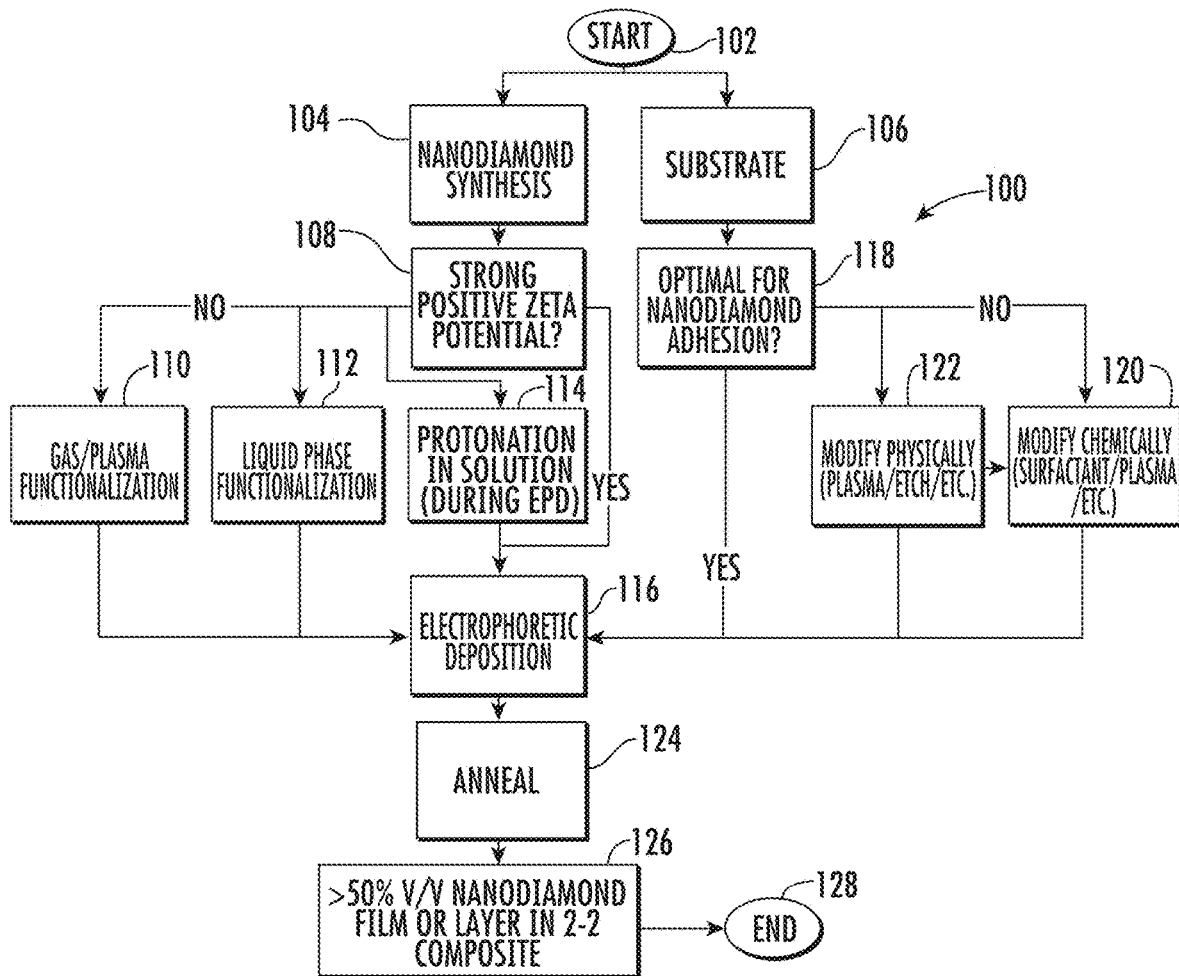 START
102
104
NANODIAMOND
SYNTHESIS
SUBSTRATE
106
100
108
STRONG
POSITIVE ZETA
POTENTIAL?
NO
OPTIMAL FOR
NANODIAMOND
ADHESION?
118
NO
110
GAS/PLASMA
FUNCTIONALIZATION
112
LIQUID PHASE
FUNCTIONALIZATION
114
PROTONATION
IN SOLUTION
(DURING EPD)
YES
YES
122
MODIFY PHYSICALLY
(PLASMA/ETCH/ETC.)
120
MODIFY CHEMICALLY
(SURFACTANT/PLASMA
/ETC.)
116
ELECTROPHORETIC
DEPOSITION
124
ANNEAL
126
>50% V/V NANODIAMOND
FILM OR LAYER IN 2-2
COMPOSITE
128
END